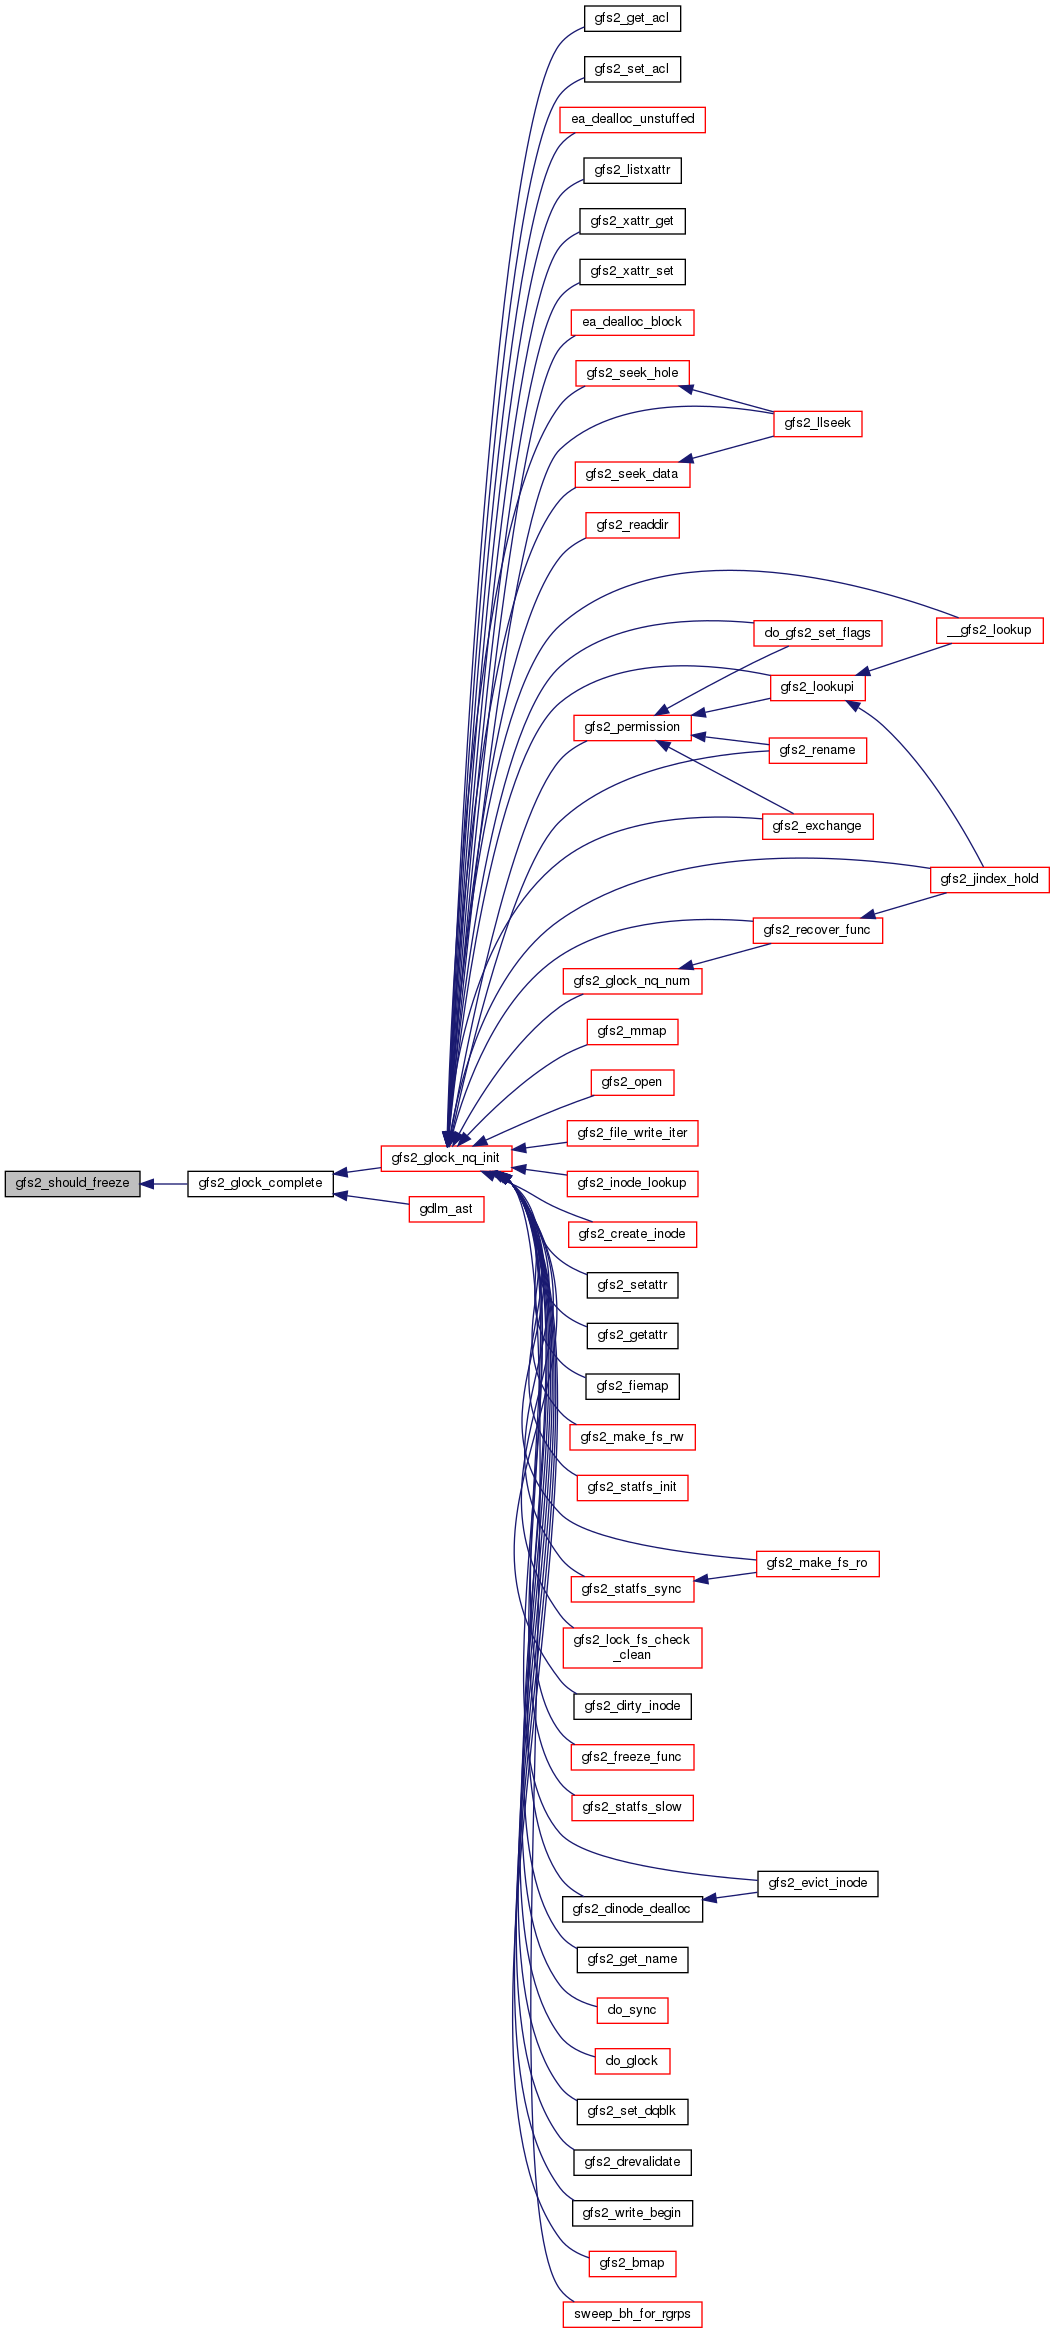 gfs2_get_acl
gfs2_set_acl
ea_dealloc_unstuffed
gfs2_listxattr
gfs2_xattr_get
gfs2_xattr_set
ea_dealloc_block
gfs2_seek_hole
gfs2_llseek
gfs2_seek_data
gfs2_readdir
__gfs2_lookup
do_gfs2_set_flags
gfs2_lookupi
gfs2_permission
gfs2_rename
gfs2_exchange
gfs2_jindex_hold
gfs2_recover_func
gfs2_glock_nq_num
gfs2_mmap
gfs2_open
gfs2_file_write_iter
gfs2_glock_nq_init
gfs2_should_freeze
gfs2_glock_complete
gfs2_inode_lookup
gdlm_ast
gfs2_create_inode
gfs2_setattr
gfs2_getattr
gfs2_fiemap
gfs2_make_fs_rw
gfs2_statfs_init
gfs2_make_fs_ro
gfs2_statfs_sync
gfs2_lock_fs_check
_clean
gfs2_dirty_inode
gfs2_freeze_func
gfs2_statfs_slow
gfs2_evict_inode
gfs2_dinode_dealloc
gfs2_get_name
do_sync
do_glock
gfs2_set_dqblk
gfs2_drevalidate
gfs2_write_begin
gfs2_bmap
sweep_bh_for_rgrps